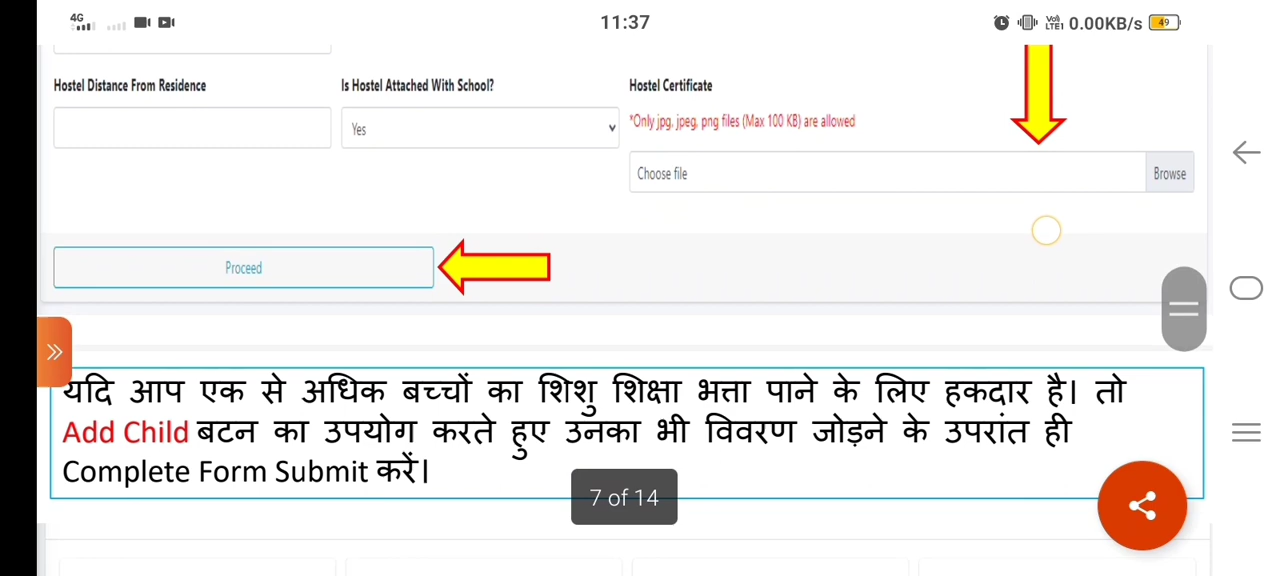 4G 11:37 Vo) LTE1 0.00KB/s 49
Hostel Distance From Residence Is Hostel Attached With School? Hostel Certificate
*Only jpg, jpeg, png files (Max 100 KB) are allowed
Yes
Choose file Browse
Proceed
यदि आप एक से अधिक बच्चों का शिशु शिक्षा भत्ता पाने के लिए हकदार है। तो
Add Child बटन का उपयोग करते हुए उनका भी विवरण जोड़ने के उपरांत ही
Complete Form Submit करें।
7 of 14